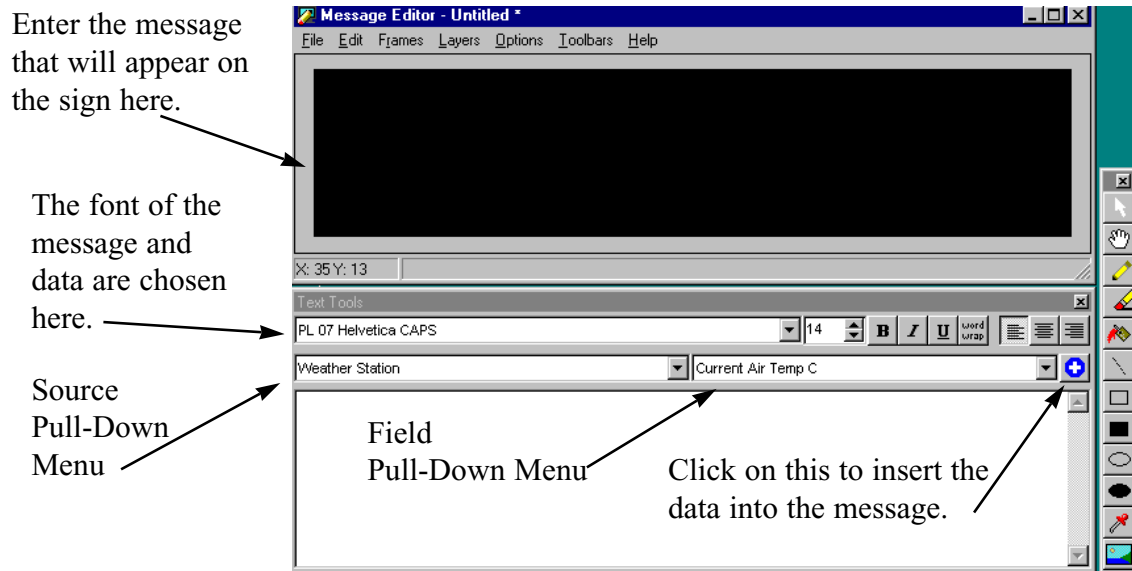 Enter the message
that will appear on
the sign here.
Message Editor - Untitled *
File Edit Frames Layers Options Toolbars Help
The font of the
message and
data are chosen
here.
X: 35 Y: 13
Text Tools
PL 07 Helvetica CAPS 14 B I U word wrap
Weather Station Current Air Temp C
Source
Pull-Down
Menu
Field
Pull-Down Menu
Click on this to insert the
data into the message.